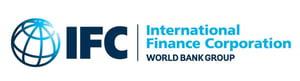 IFC
International
Finance Corporation
WORLD BANK GROUP